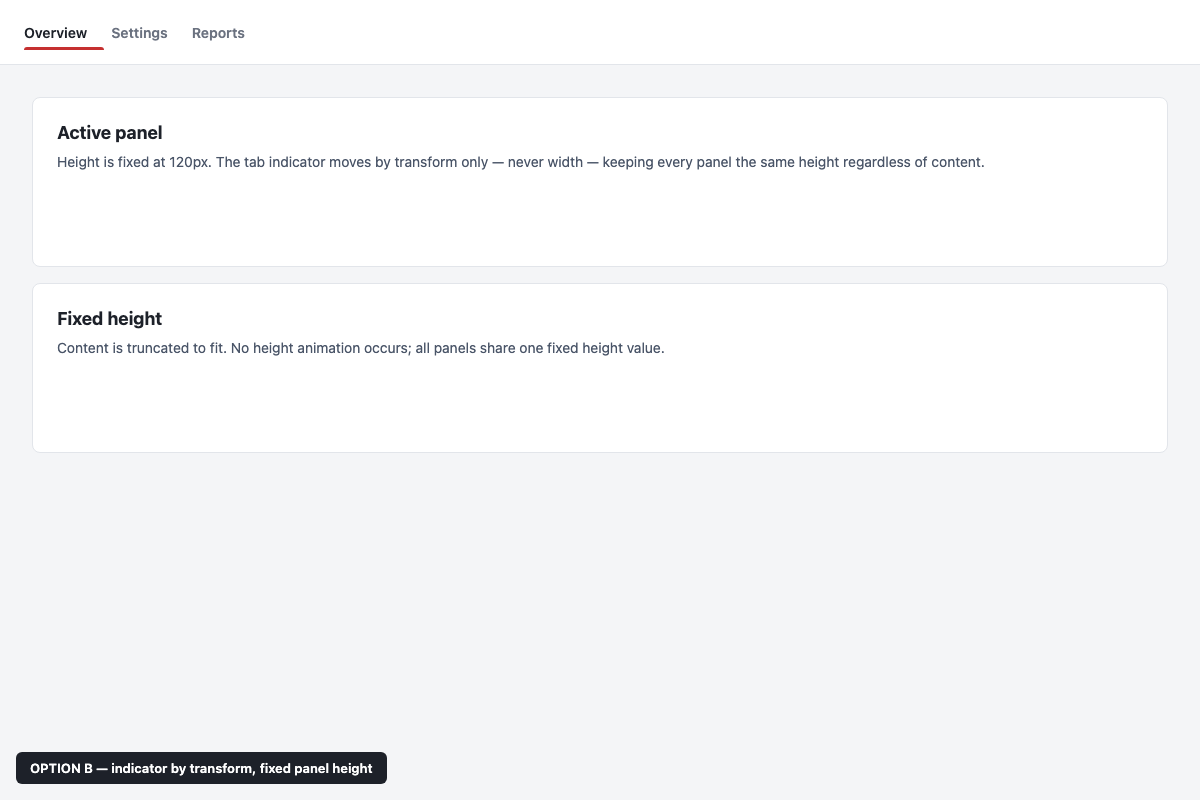 Overview Settings Reports
Active panel
Height is fixed at 120px. The tab indicator moves by transform only — never width — keeping every panel the same height regardless of content.
Fixed height
Content is truncated to fit. No height animation occurs; all panels share one fixed height value.
OPTION B — indicator by transform, fixed panel height